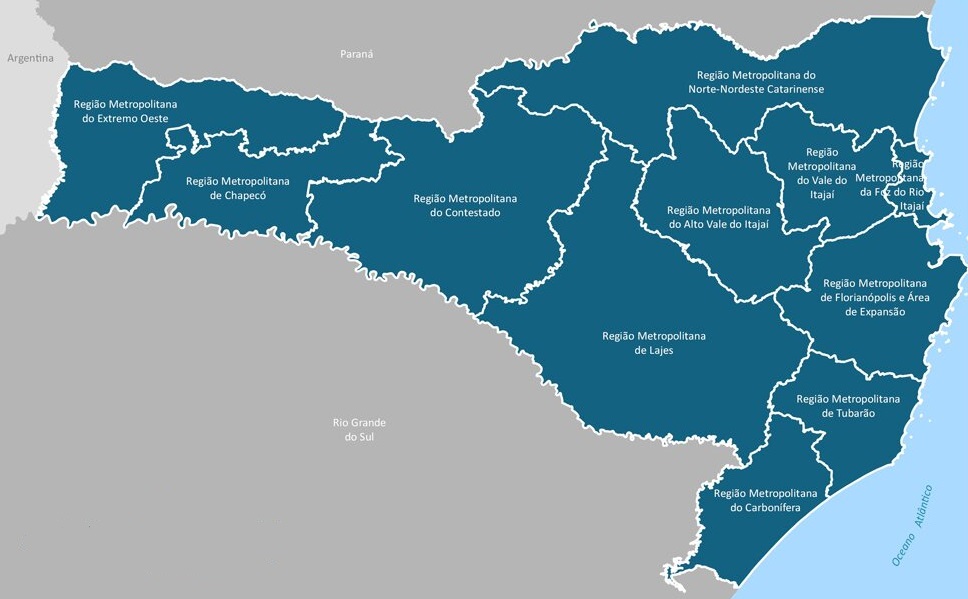 Argentina
Paraná
Região Metropolitana do
Norte-Nordeste Catarinense
Região Metropolitana
do Extremo Oeste
Região Metropolitana
de Chapecó
Região Metropolitana
do Contestado
Região Metropolitana
do Alto Vale do Itajaí
Região
Metropolitana
do Vale do
Itajaí
Região
Metropolitana
da Foz do Rio
Itajaí
Região Metropolitana
de Florianópolis e Área
de Expansão
Região Metropolitana
de Lajes
Região Metropolitana
de Tubarão
Rio Grande
do Sul
Região Metropolitana
do Carbonífera
Oceano Atlântico